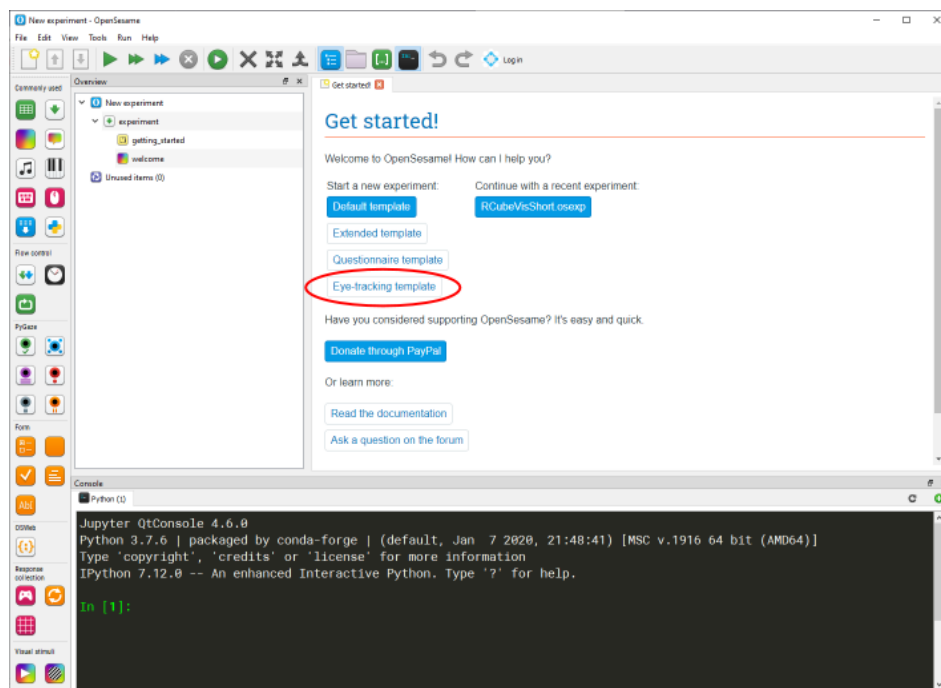 New experiment - OpenSesame
File Edit View Tools Run Help
Log in
Commonly used
Flow control
PyGaze
Form
OSWeb
Response collection
Visual stimuli
Overview
New experiment
experiment
getting_started
welcome
Unused items (0)
Get started!
Get started!
Welcome to OpenSesame! How can I help you?
Start a new experiment: Continue with a recent experiment:
Default template RCubeVisShort.osexp
Extended template
Questionnaire template
Eye-tracking template
Have you considered supporting OpenSesame? It's easy and quick.
Donate through PayPal
Or learn more:
Read the documentation
Ask a question on the forum
Console
Python (1)
Jupyter QtConsole 4.6.0
Python 3.7.6 | packaged by conda-forge | (default, Jan 7 2020, 21:48:41) [MSC v.1916 64 bit (AMD64)]
Type 'copyright', 'credits' or 'license' for more information
IPython 7.12.0 -- An enhanced Interactive Python. Type '?' for help.
In [1]: